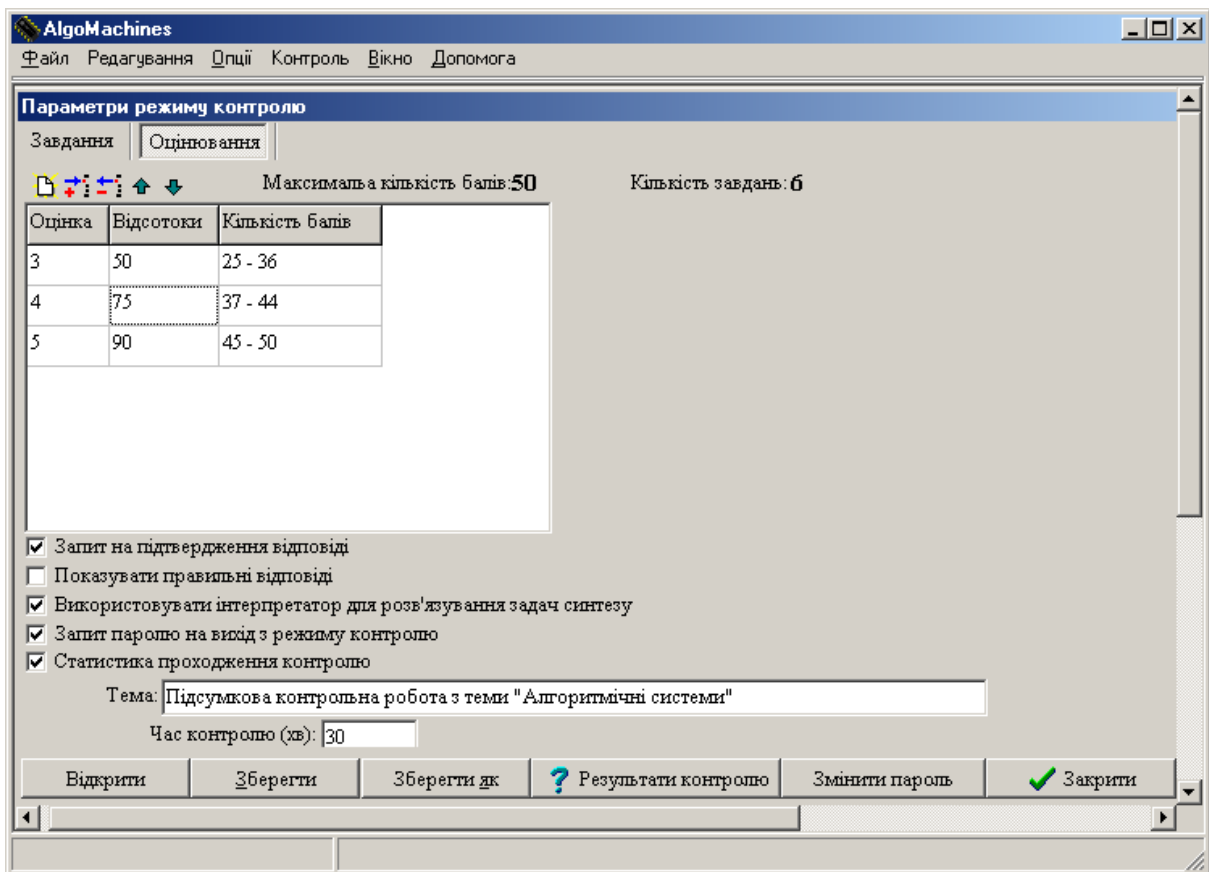 AlgoMachines
Файл Редагування Опції Контроль Вікно Допомога
Параметри режиму контролю
Завдання Оцінювання
Максимальа кількість балів:50 Кількість завдань: 6
Оцінка Відсотоки Кількість балів
3 50 25 - 36
4 75 37 - 44
5 90 45 - 50
Запит на підтвердження відповіді
Показувати правильні відповіді
Використовувати інтерпретатор для розв'язування задач синтезу
Запит паролю на вихід з режиму контролю
Статистика проходження контролю
Тема: Підсумкова контрольна робота з теми "Алгоритмічні системи"
Час контролю (хв): 30
Відкрити Зберегти Зберегти як ? Результати контролю Змінити пароль Закрити